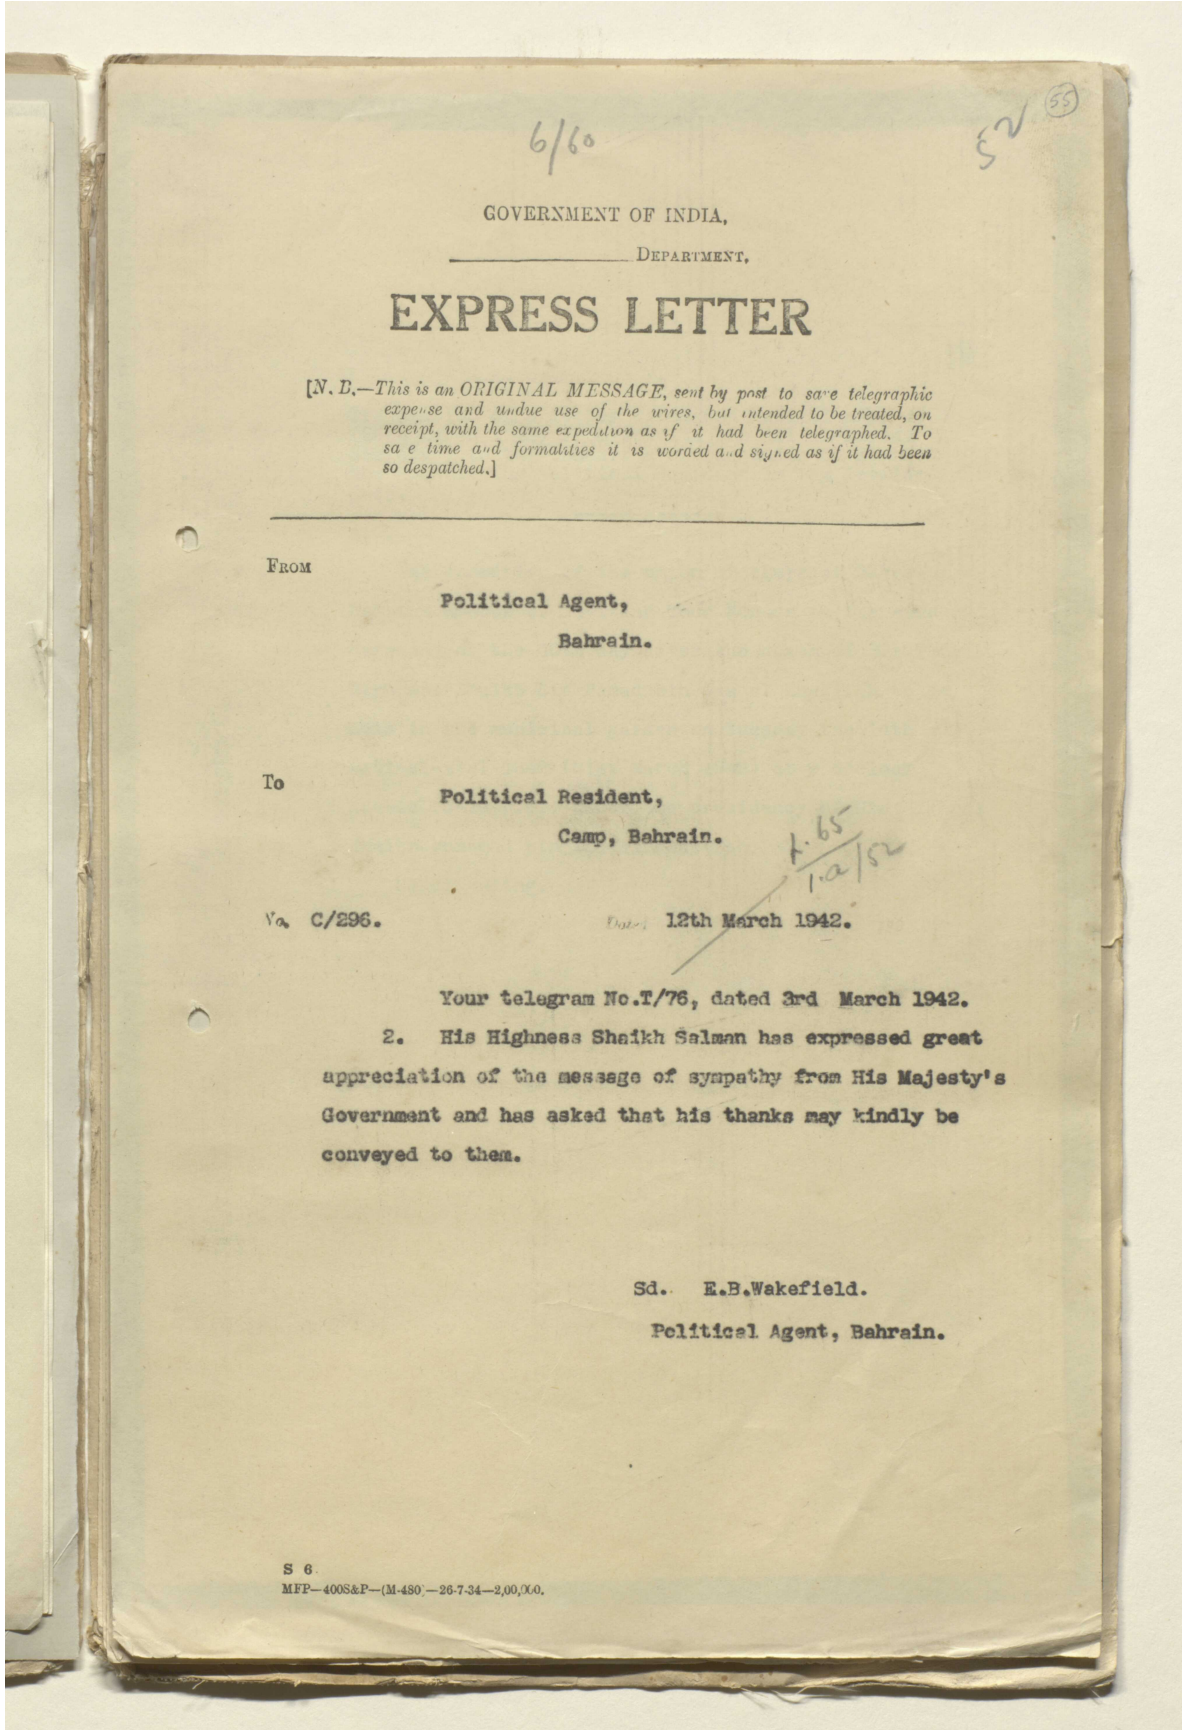 6/60
52
55
GOVERNMENT OF INDIA,
DEPARTMENT,
EXPRESS LETTER
[N. B.—This is an ORIGINAL MESSAGE, sent by post to save telegraphic
expense and undue use of the wires, but intended to be treated, on
receipt, with the same expedition as if it had been telegraphed. To
sa e time and formalities it is worded and signed as if it had been
so despatched.]
FROM
Political Agent,
Bahrain.
To
Political Resident,
Camp, Bahrain.
65
/52
No. C/296. Dated 12th March 1942.
Your telegram No.T/76, dated 3rd March 1942.
2. His Highness Shaikh Salman has expressed great
appreciation of the message of sympathy from His Majesty's
Government and has asked that his thanks may kindly be
conveyed to them.
Sd. E.B.Wakefield.
Political Agent, Bahrain.
S 6.
MFP—400S&P—(M-480)—26-7-34—2,00,000.